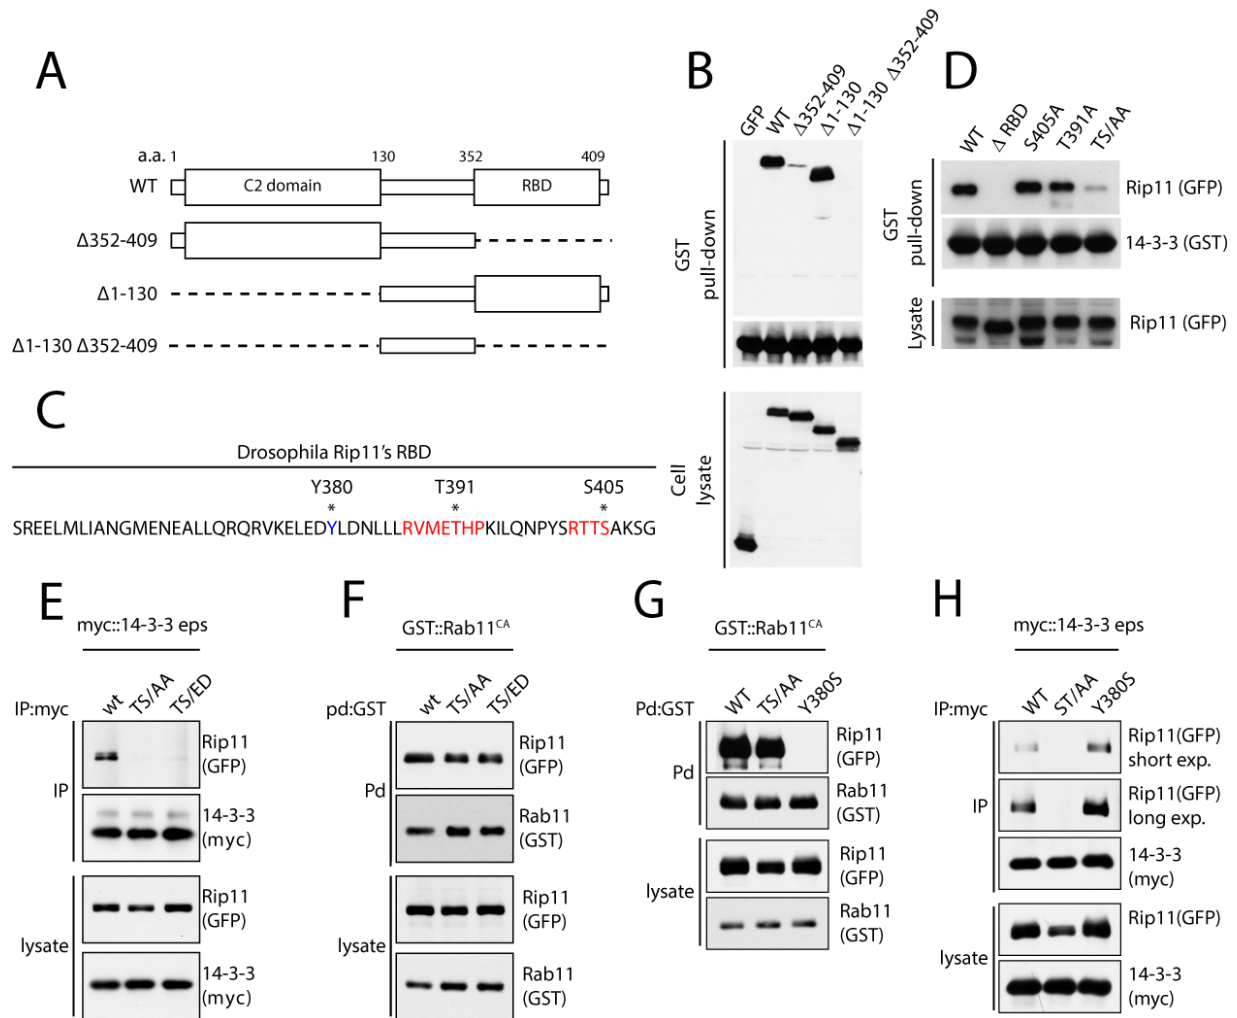 A
a.a. 1 130 352 409
WT C2 domain RBD
Δ352-409
Δ1-130
Δ1-130 Δ352-409
B
GFP WT Δ352-409 Δ1-130 Δ1-130 Δ352-409
GST
pull-down
Cell
lysate
C
Drosophila Rip11's RBD
Y380 T391 S405
* * *
SREELMLIANGMENEALLQRQRVKELEDYLDNLLLRVMETHPKILQNPYSRTTSAKSG
D
WT Δ RBD S405A T391A TS/AA
GST
pull-down
Rip11 (GFP)
14-3-3 (GST)
Lysate
Rip11 (GFP)
E
myc::14-3-3 eps
IP:myc wt TS/AA TS/ED
IP
Rip11
(GFP)
14-3-3
(myc)
lysate
Rip11
(GFP)
14-3-3
(myc)
F
GST::Rab11CA
pd:GST wt TS/AA TS/ED
Pd
Rip11
(GFP)
Rab11
(GST)
lysate
Rip11
(GFP)
Rab11
(GST)
G
GST::Rab11CA
Pd:GST WT TS/AA Y380S
Pd
Rip11
(GFP)
Rab11
(GST)
lysate
Rip11
(GFP)
Rab11
(GST)
H
myc::14-3-3 eps
IP:myc WT ST/AA Y380S
IP
Rip11(GFP)
short exp.
Rip11(GFP)
long exp.
14-3-3
(myc)
lysate
Rip11(GFP)
14-3-3
(myc)